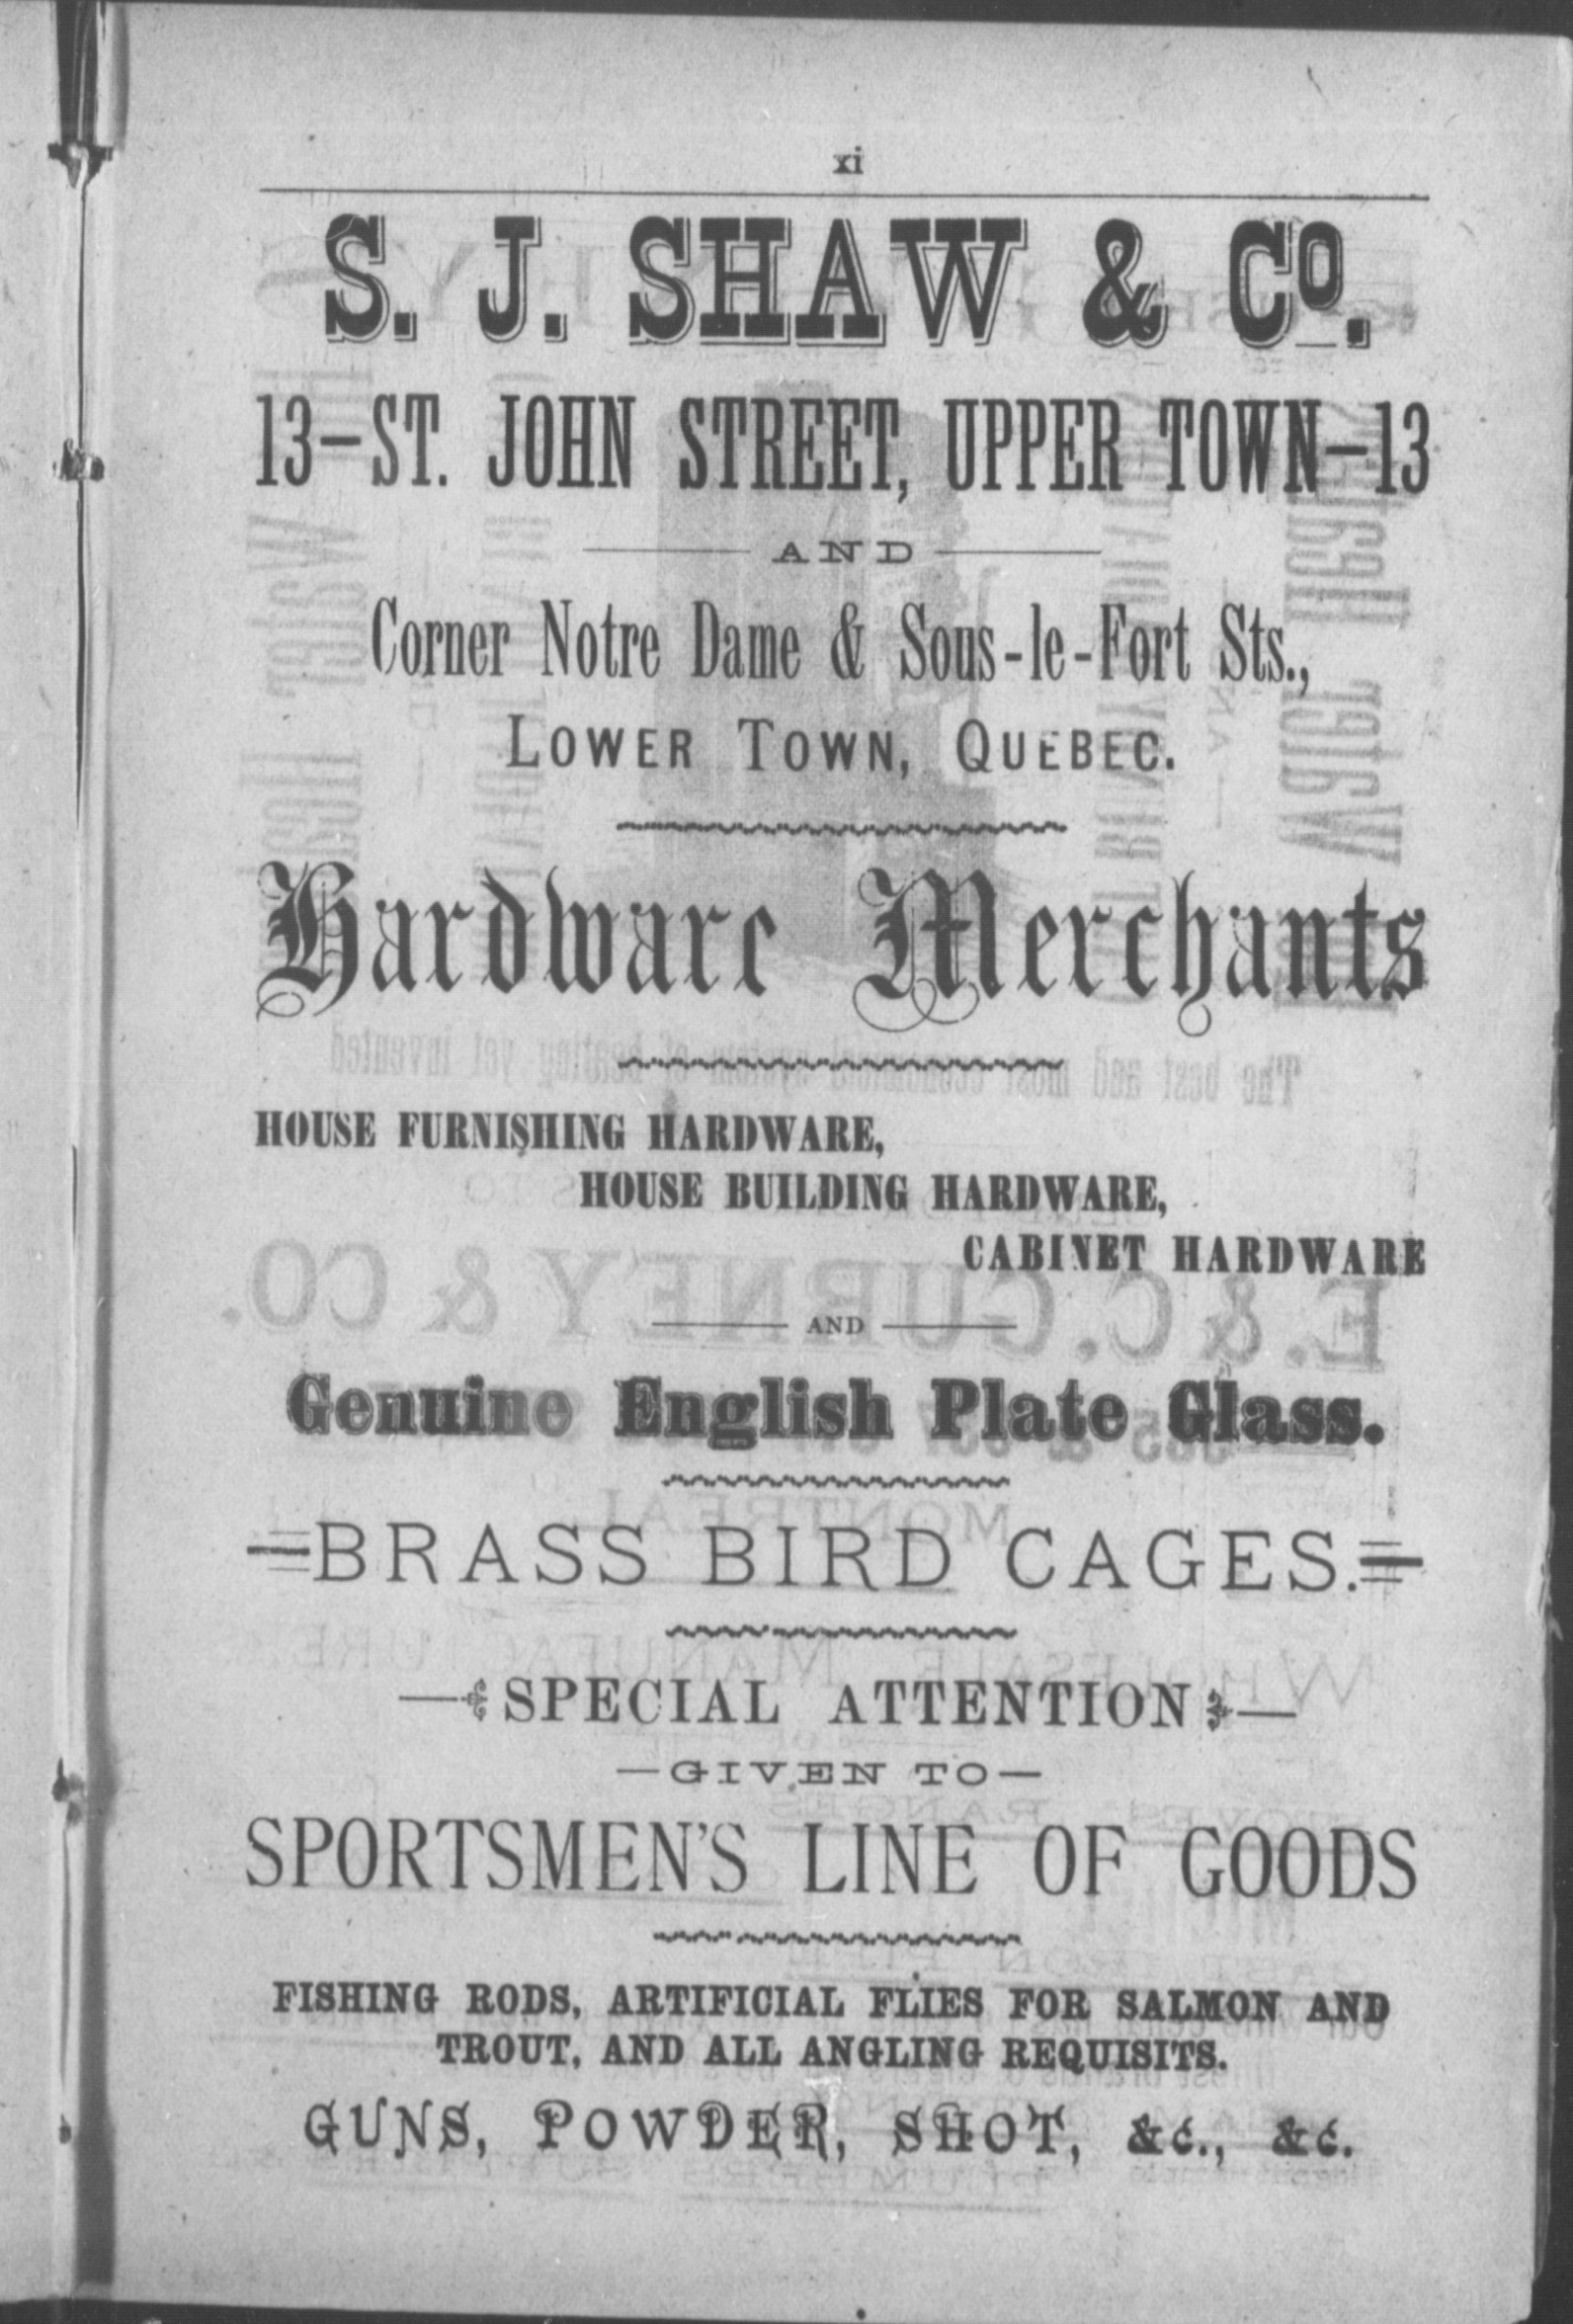 xi
S. J. SHAW & Co.
13—ST. JOHN STREET, UPPER TOWN—13
AND
Corner Notre Dame & Sous-le-Fort Sts.,
LOWER TOWN, QUEBEC.
Hardware Merchants
HOUSE FURNISHING HARDWARE,
HOUSE BUILDING HARDWARE,
CABINET HARDWARE
AND
Genuine English Plate Glass.
BRASS BIRD CAGES.
SPECIAL ATTENTION
—GIVEN TO—
SPORTSMEN'S LINE OF GOODS
FISHING RODS, ARTIFICIAL FLIES FOR SALMON AND
TROUT, AND ALL ANGLING REQUISITS.
GUNS, POWDER, SHOT, &c., &c.